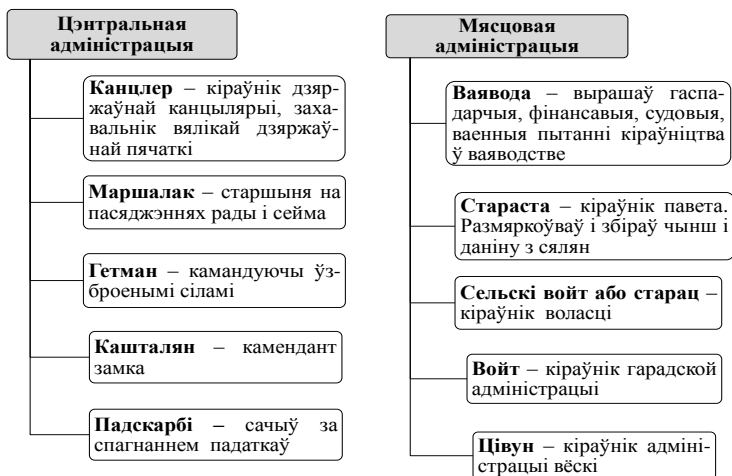 Цэнтральная
адміністрацыя
Канцлер – кіраўнік дзяр-
жаўнай канцылярыі, заха-
вальнік вялікай дзяржаў-
най пячаткі
Маршалак – старшыня на
пасяджэннях рады і сейма
Гетман – камандуючы ўз-
броенымі сіламі
Кашталян – камендант
замка
Падскарбі – сачыў за
спагнаннем падаткаў
Мясцовая
адміністрацыя
Ваявода – вырашаў гаспа-
дарчыя, фінансавыя, судовыя,
ваенныя пытанні кіраўніцтва
ў ваяводстве
Стараста – кіраўнік павета.
Размяркоўваў і збіраў чынш і
даніну з сялян
Сельскі войт або старац –
кіраўнік воласці
Войт – кіраўнік гарадской
адміністрацыі
Цівун – кіраўнік адміні-
страцыі вёскі